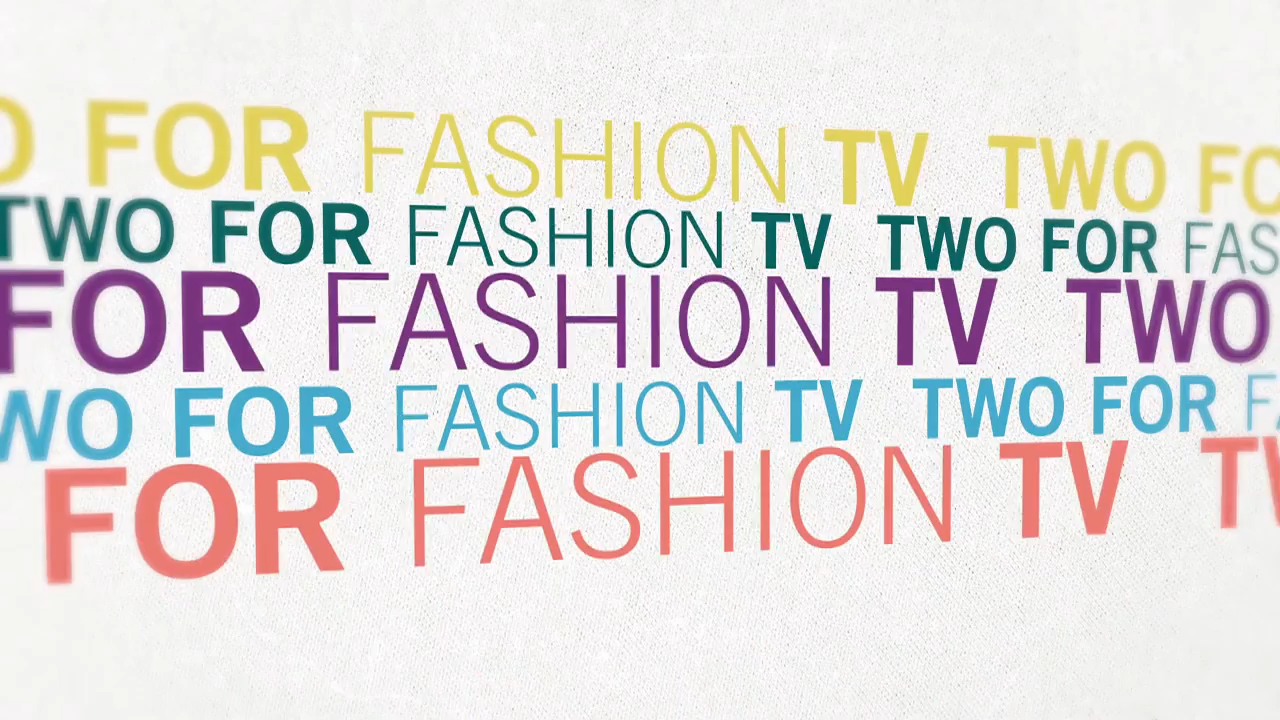 O FOR FASHION TV TWO FO
TWO FOR FASHION TV TWO FOR FAS
FOR FASHION TV TWO
WO FOR FASHION TV TWO FOR FA
FOR FASHION TV TW